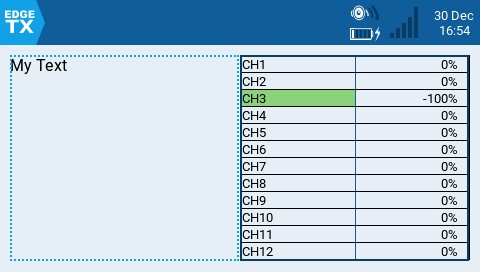 EDGE
TX
30 Dec
16:54
My Text
CH1 0%
CH2 0%
CH3 -100%
CH4 0%
CH5 0%
CH6 0%
CH7 0%
CH8 0%
CH9 0%
CH10 0%
CH11 0%
CH12 0%